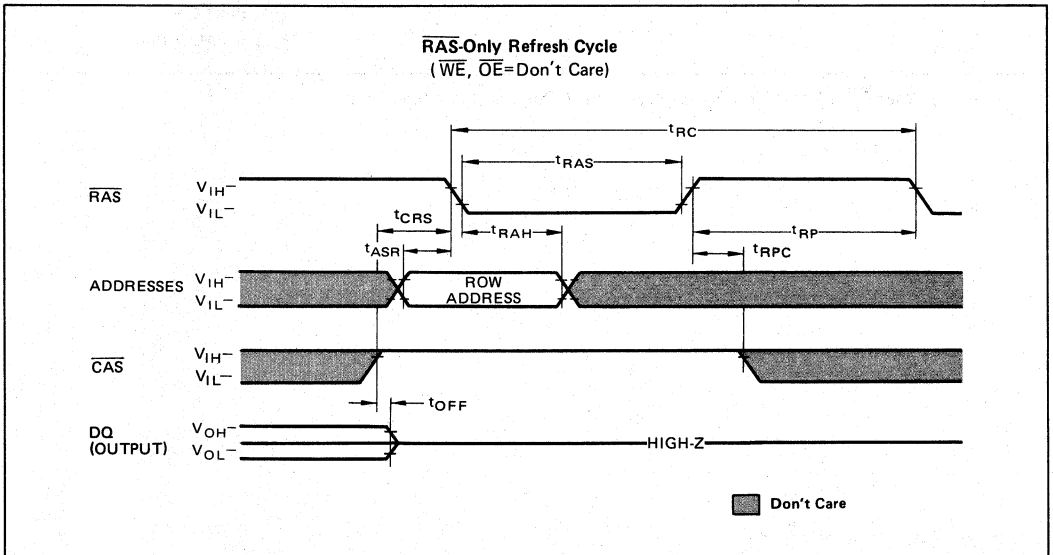 RAS-Only Refresh Cycle
(WE, OE=Don't Care)
tRC
tRAS
RAS
VIH
VIL
tCRS
tRAH
tRP
tASR
tRPC
ADDRESSES
VIH
VIL
ROW
ADDRESS
CAS
VIH
VIL
tOFF
DQ
(OUTPUT)
VOH
VOL
HIGH-Z
Don't Care